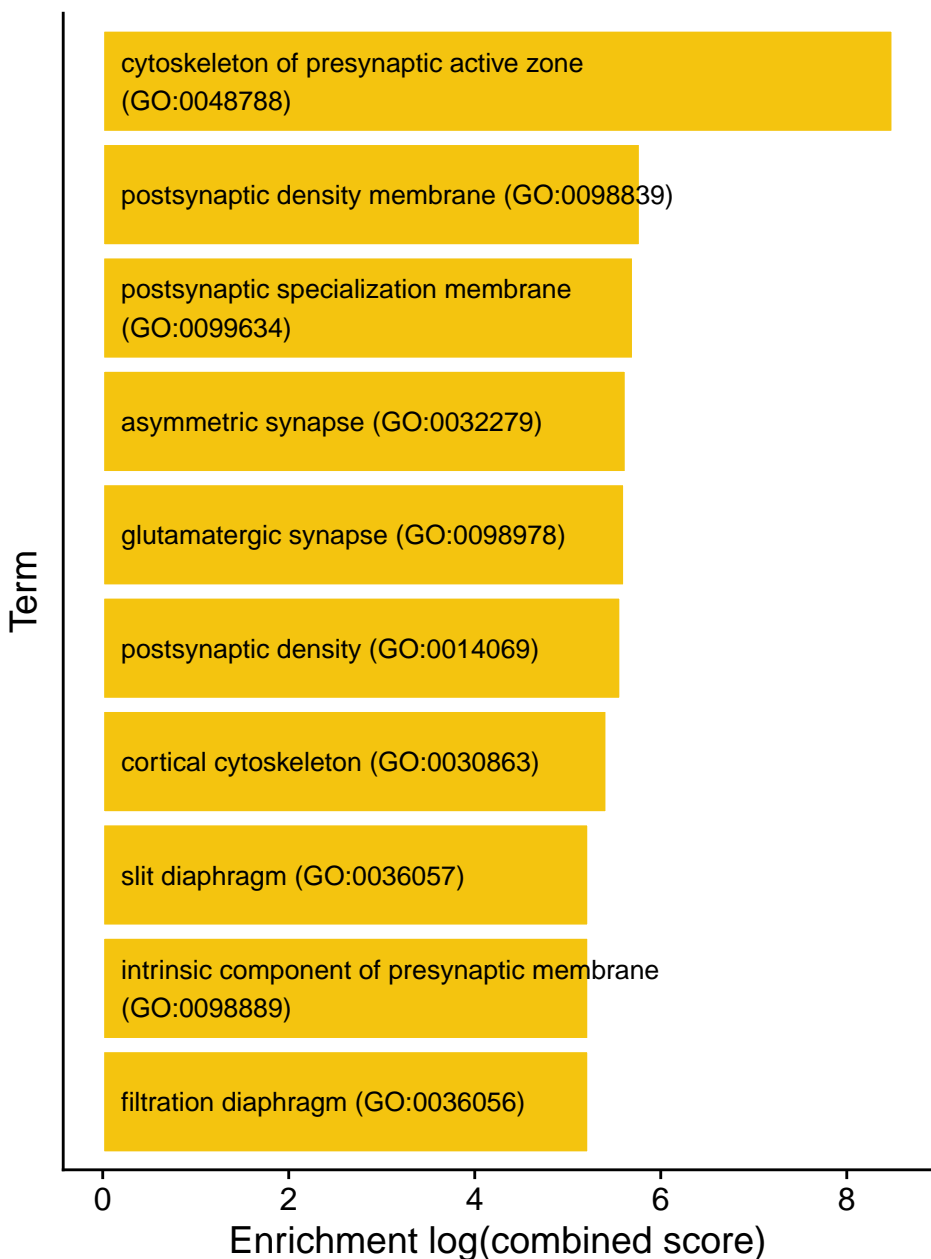 cytoskeleton of presynaptic active zone
(GO:0048788)
postsynaptic density membrane (GO:0098839)
postsynaptic specialization membrane
(GO:0099634)
asymmetric synapse (GO:0032279)
glutamatergic synapse (GO:0098978)
postsynaptic density (GO:0014069)
cortical cytoskeleton (GO:0030863)
slit diaphragm (GO:0036057)
intrinsic component of presynaptic membrane
(GO:0098889)
filtration diaphragm (GO:0036056)
Term
0 2 4 6 8
Enrichment log(combined score)